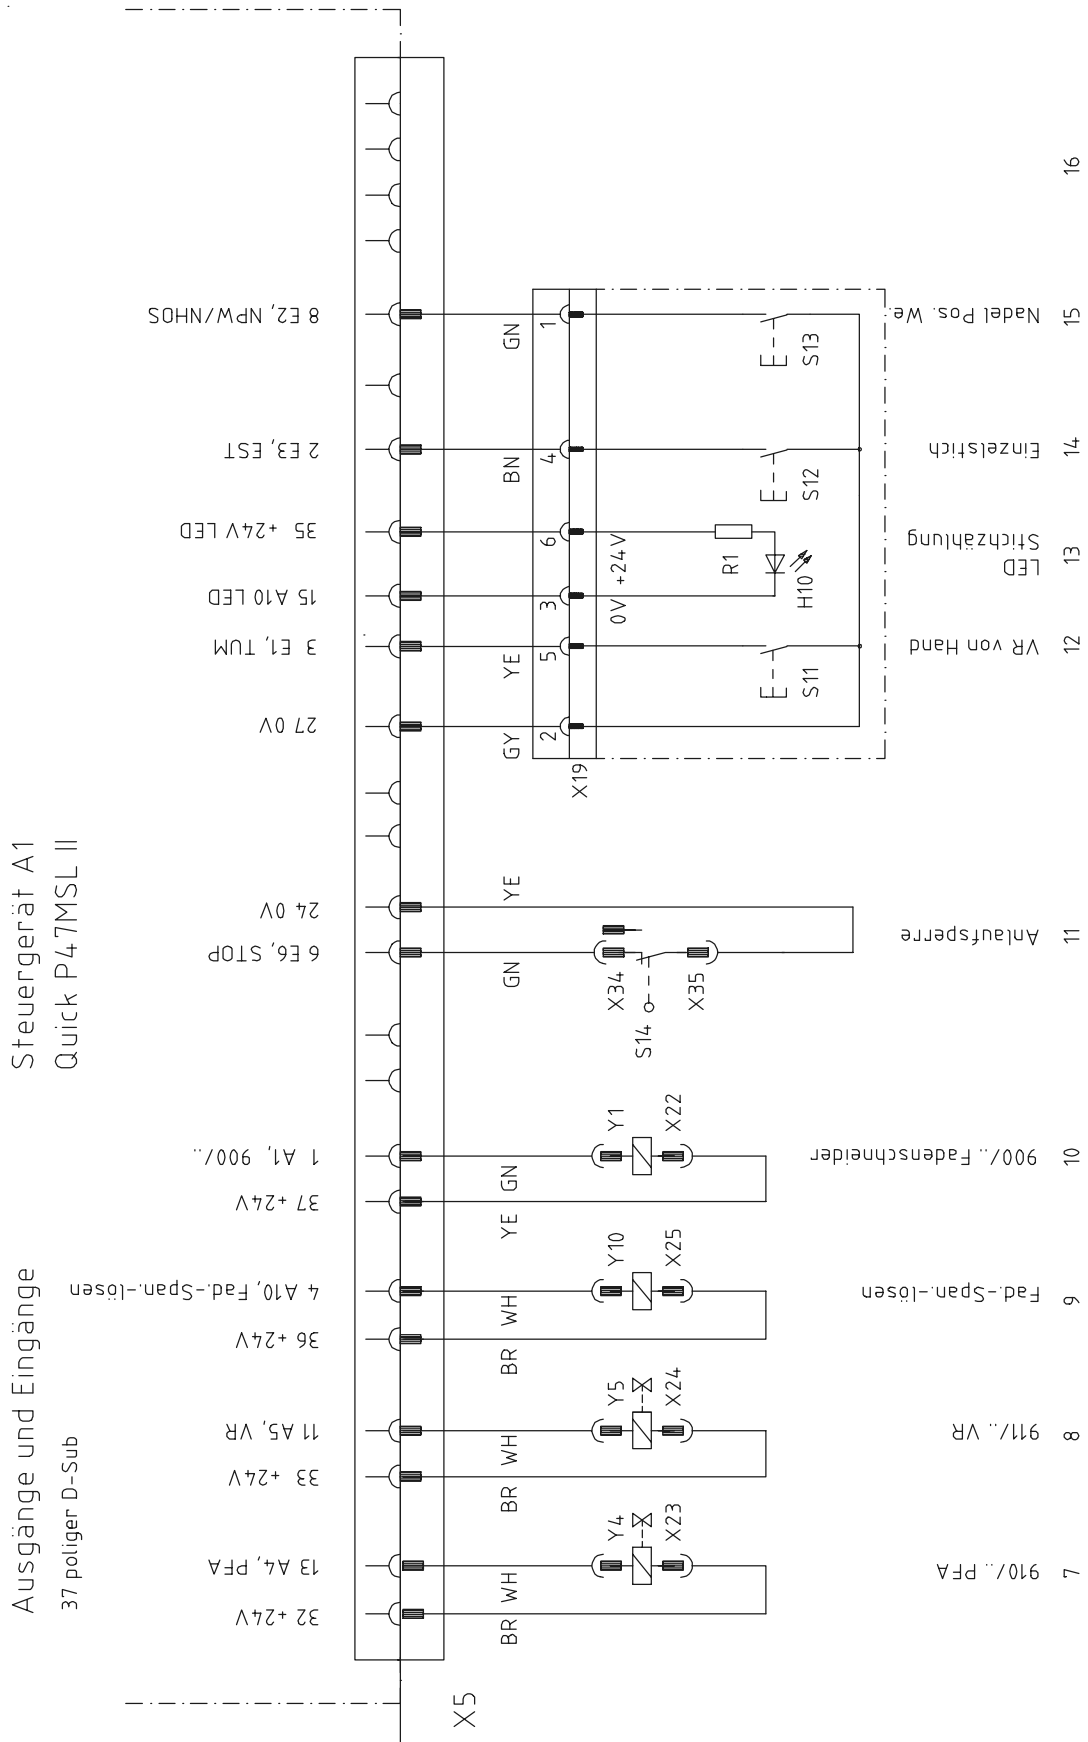 Ausgänge und Eingänge
37 poliger D-Sub
Steuergerät A1
Quick P47MSL II
32 +24V
13 A4, PFA
33 +24V
11 A5, VR
36 +24V
4 A10, Fad.-Span.-lösen
37 +24V
1 A1, 900/..
6 E6, STOP
24 0V
27 0V
3 E1, TUM
15 A10 LED
35 +24V LED
2 E3, EST
8 E2, NPW/NHOS
X5
BR
WH
BR
WH
BR
WH
YE
GN
GN
YE
GY
YE
BN
GN
2
5
3
6
4
1
X19
0V
+24V
Y4
X23
Y5
X24
Y10
X25
Y1
X22
S14
X34
X35
S11
H10
R1
S12
S13
910/.. PFA
911/.. VR
Fad.-Span.-lösen
900/.. Fadenschneider
Anlaufsperre
VR von Hand
LED
Stichzählung
Einzelstich
Nadel Pos. We.
7
8
9
10
11
12
13
14
15
16